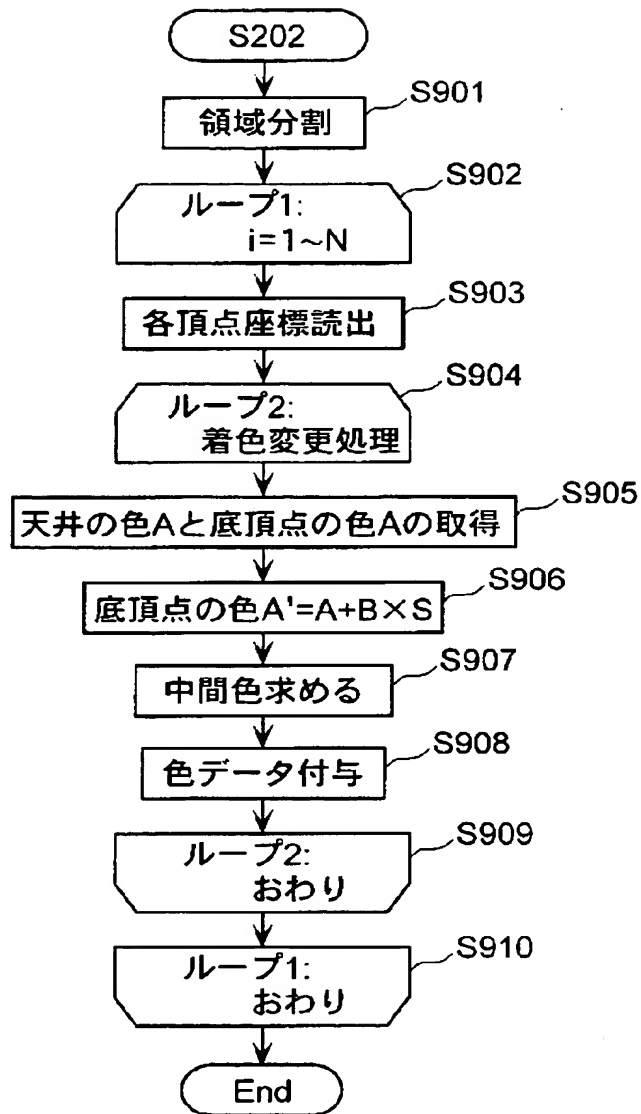 S202
S901
領域分割
S902
ループ1:
i=1~N
S903
各頂点座標読出
S904
ループ2:
着色変更処理
S905
天井の色Aと底頂点の色Aの取得
S906
底頂点の色A'=A+B×S
S907
中間色求める
S908
色データ付与
S909
ループ2:
おわり
S910
ループ1:
おわり
End